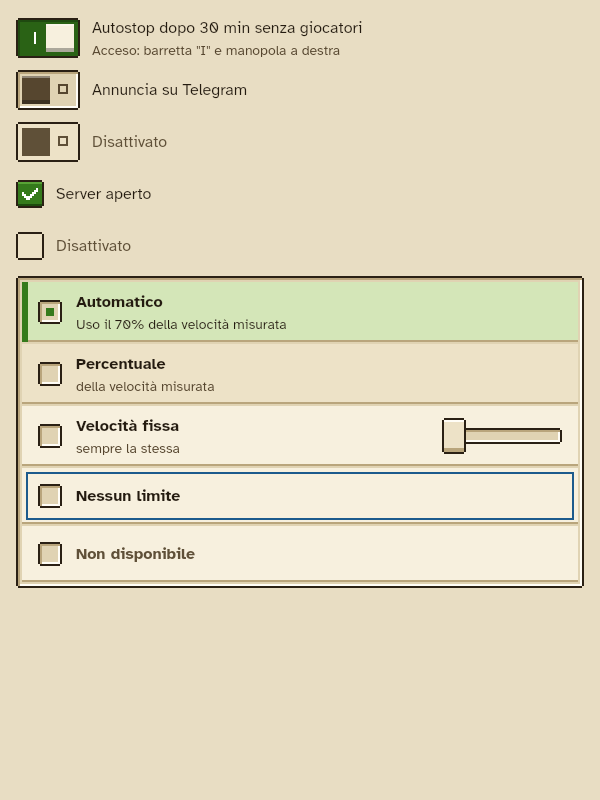 Autostop dopo 30 min senza giocatori
Acceso: barretta "I" e manopola a destra
Annuncia su Telegram
Disattivato
Server aperto
Disattivato
Automatico
Uso il 70% della velocità misurata
Percentuale
della velocità misurata
Velocità fissa
sempre la stessa
Nessun limite
Non disponibile